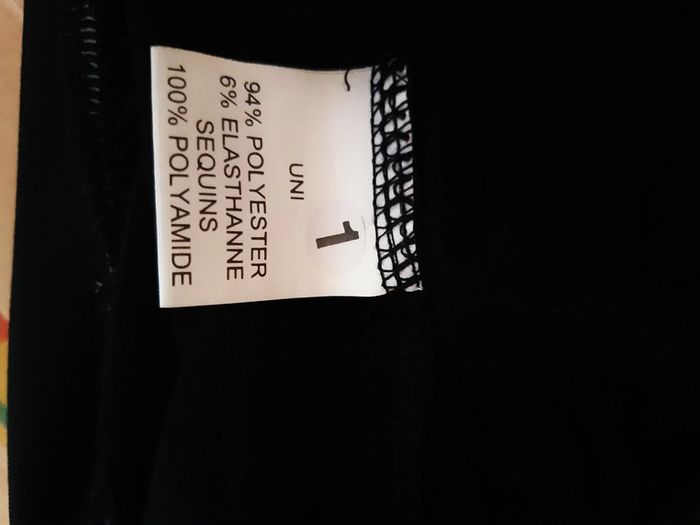 1
UNI
94% POLYESTER
6% ELASTHANNE
SEQUINS
100% POLYAMIDE